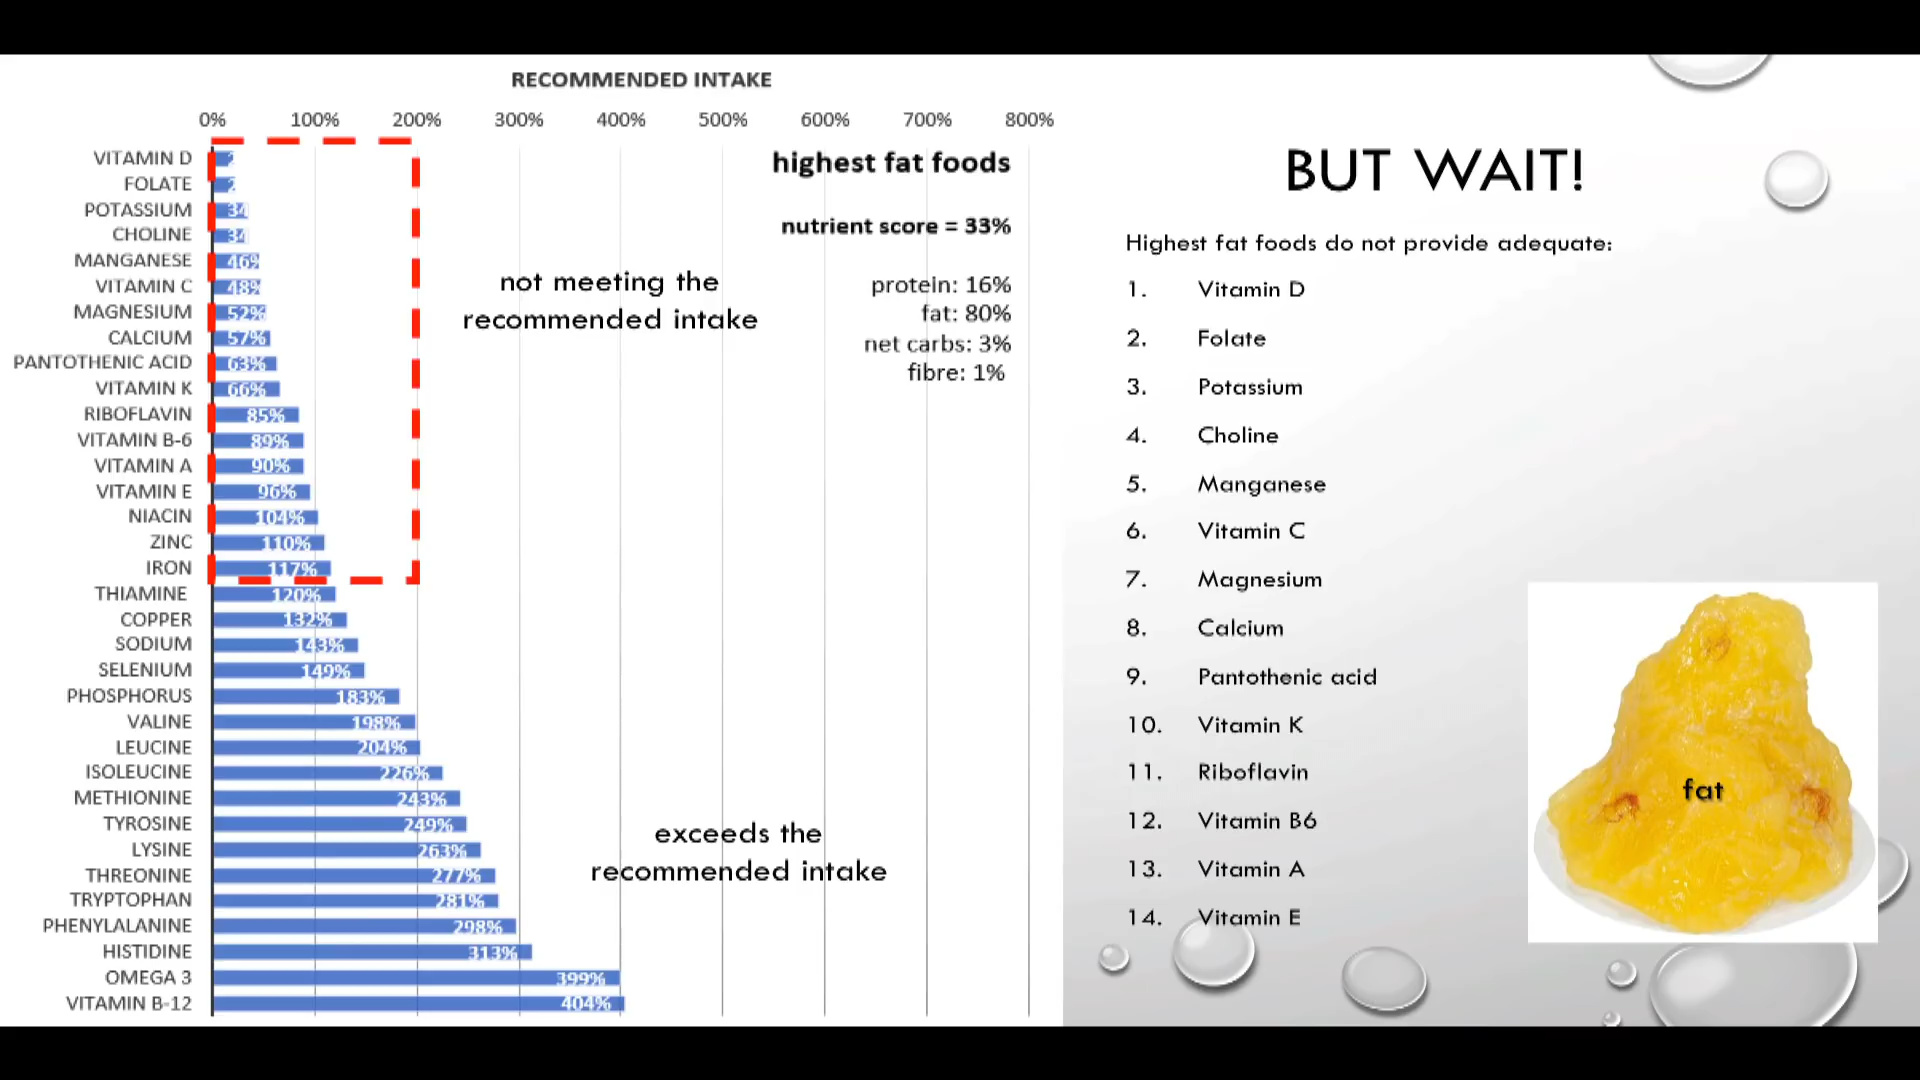 RECOMMENDED INTAKE
0% 100% 200% 300% 400% 500% 600% 700% 800%
VITAMIN D
FOLATE
POTASSIUM 34
CHOLINE 34
MANGANESE 46%
VITAMIN C 48%
MAGNESIUM 52%
CALCIUM 57%
PANTOTHENIC ACID 63%
VITAMIN K 66%
RIBOFLAVIN 85%
VITAMIN B-6 89%
VITAMIN A 90%
VITAMIN E 96%
NIACIN 104%
ZINC 110%
IRON 117%
THIAMINE 120%
COPPER 132%
SODIUM 143%
SELENIUM 149%
PHOSPHORUS 183%
VALINE 198%
LEUCINE 204%
ISOLEUCINE 226%
METHIONINE 243%
TYROSINE 249%
LYSINE 263%
THREONINE 277%
TRYPTOPHAN 281%
PHENYLALANINE 298%
HISTIDINE 313%
OMEGA 3 399%
VITAMIN B-12 404%
highest fat foods
nutrient score = 33%
protein: 16%
fat: 80%
net carbs: 3%
fibre: 1%
not meeting the
recommended intake
exceeds the
recommended intake
BUT WAIT!
Highest fat foods do not provide adequate:
1. Vitamin D
2. Folate
3. Potassium
4. Choline
5. Manganese
6. Vitamin C
7. Magnesium
8. Calcium
9. Pantothenic acid
10. Vitamin K
11. Riboflavin
12. Vitamin B6
13. Vitamin A
14. Vitamin E
fat